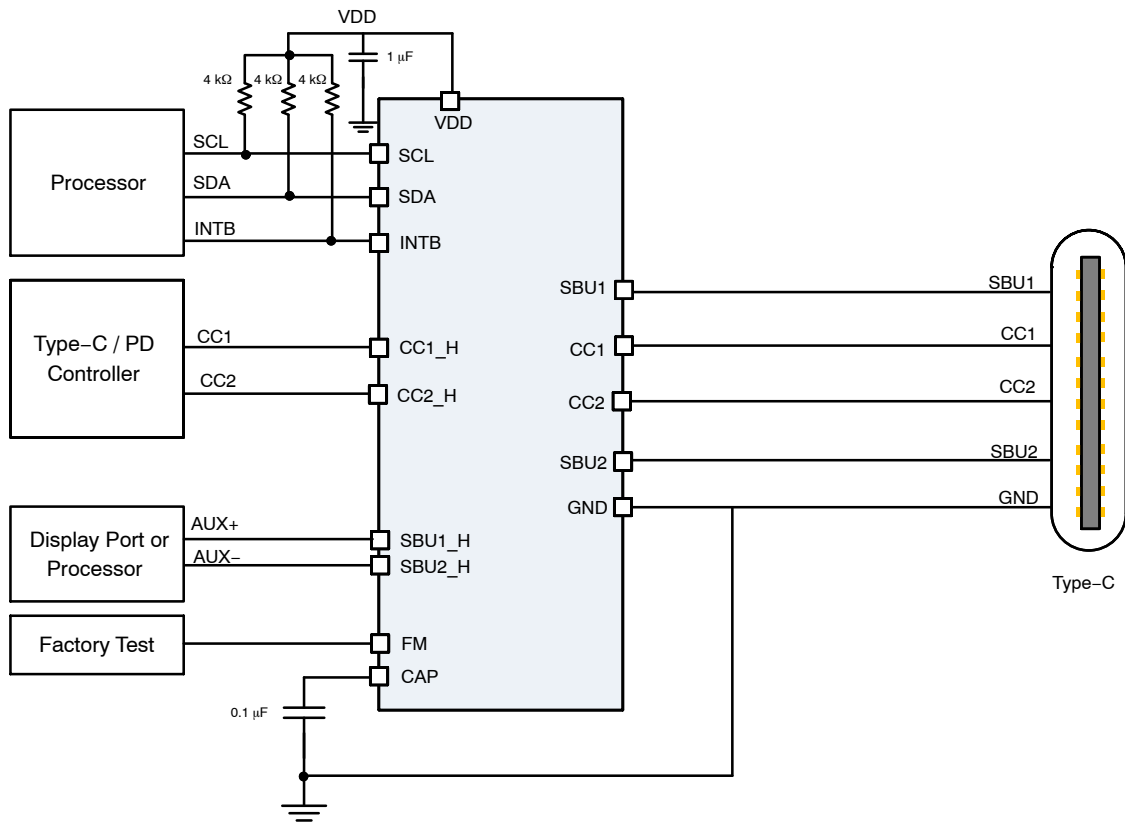 VDD
1 μF
4 kΩ 4 kΩ 4 kΩ
VDD
SCL
SCL
Processor
SDA
SDA
INTB
INTB
SBU1
SBU1
Type−C / PD
Controller
CC1
CC1_H
CC1
CC1
CC2
CC2_H
CC2
CC2
SBU2
SBU2
GND
GND
Display Port or
Processor
AUX+
SBU1_H
AUX−
SBU2_H
Type−C
Factory Test
FM
CAP
0.1 μF